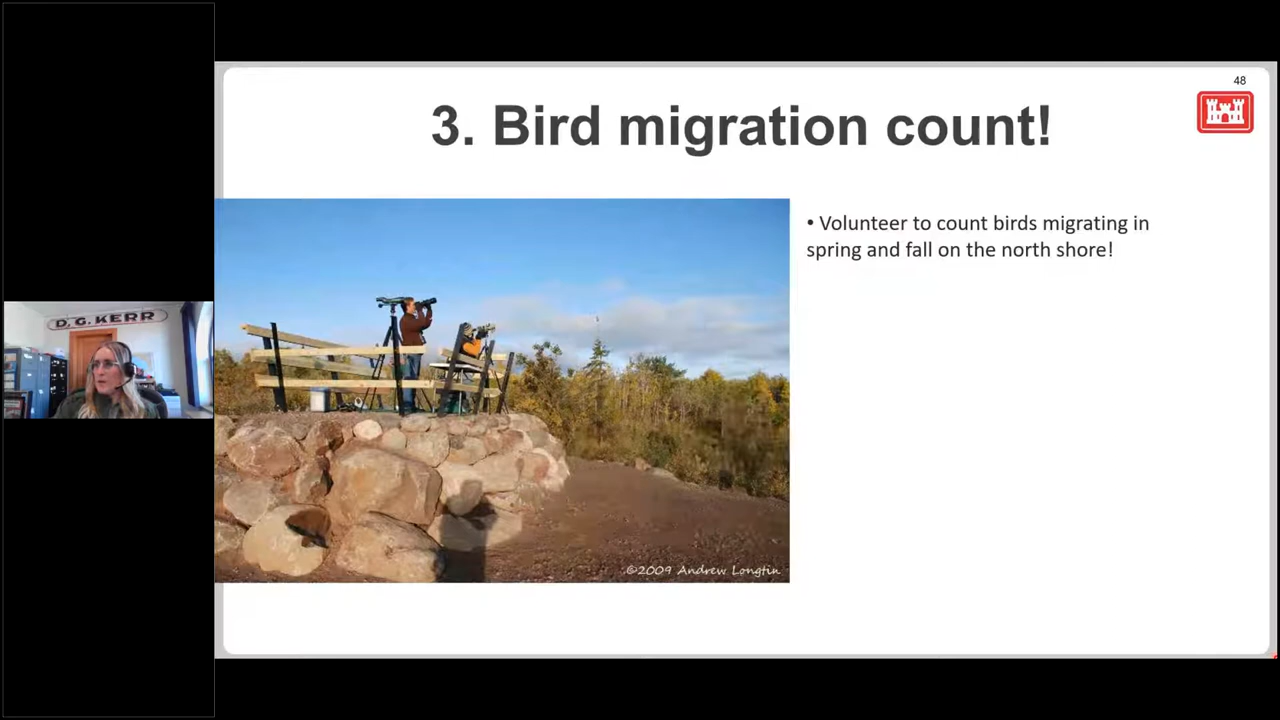 48
3. Bird migration count!
• Volunteer to count birds migrating in
spring and fall on the north shore!
D. G. KERR
©2009 Andrew Longtin